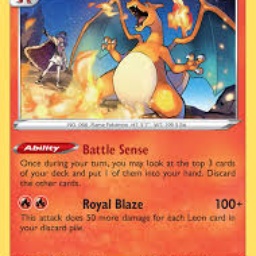 Ability
Battle Sense
Once during your turn, you may look at the top 3 cards
of your deck and put 1 of them into your hand. Discard
the other cards.
Royal Blaze 100+
This attack does 50 more damage for each Leon card in
your discard pile.